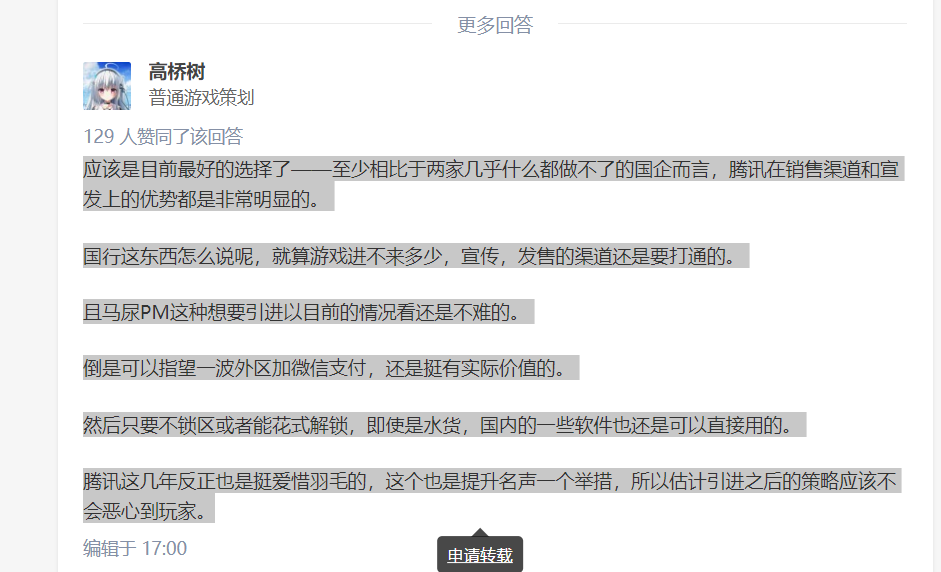 更多回答
高桥树
普通游戏策划
129 人赞同了该回答
应该是目前最好的选择了——至少相比于两家几乎什么都做不了的国企而言，腾讯在销售渠道和宣
发上的优势都是非常明显的。
国行这东西怎么说呢，就算游戏进不来多少，宣传，发售的渠道还是要打通的。
且马尿PM这种想要引进以目前的情况看还是不难的。
倒是可以指望一波外区加微信支付，还是挺有实际价值的。
然后只要不锁区或者能花式解锁，即使是水货，国内的一些软件也还是可以直接用的。
腾讯这几年反正也是挺爱惜羽毛的，这个也是提升名声一个举措，所以估计引进之后的策略应该不
会恶心到玩家。
编辑于 17:00
申请转载